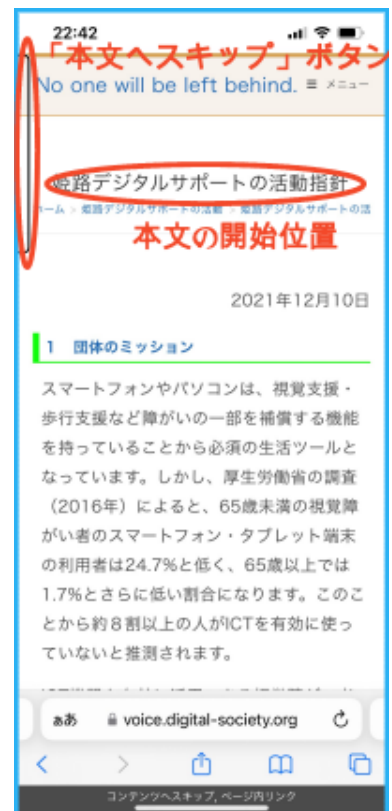 22:42
「本文へスキップ」ボタン
No one will be left behind. ≡ メニュー
姫路デジタルサポートの活動指針
ホーム > 姫路デジタルサポートの活動 > 姫路デジタルサポートの活
本文の開始位置
2021年12月10日
1 団体のミッション
スマートフォンやパソコンは、視覚支援・
歩行支援など障がいの一部を補償する機能
を持っていることから必須の生活ツールと
なっています。しかし、厚生労働省の調査
（2016年）によると、65歳未満の視覚障
がい者のスマートフォン・タブレット端末
の利用者は24.7%と低く、65歳以上では
1.7%とさらに低い割合になります。このこ
とから約８割以上の人がICTを有効に使っ
ていないと推測されます。
ぁあ voice.digital-society.org
コンテンツへスキップ, ページ内リンク